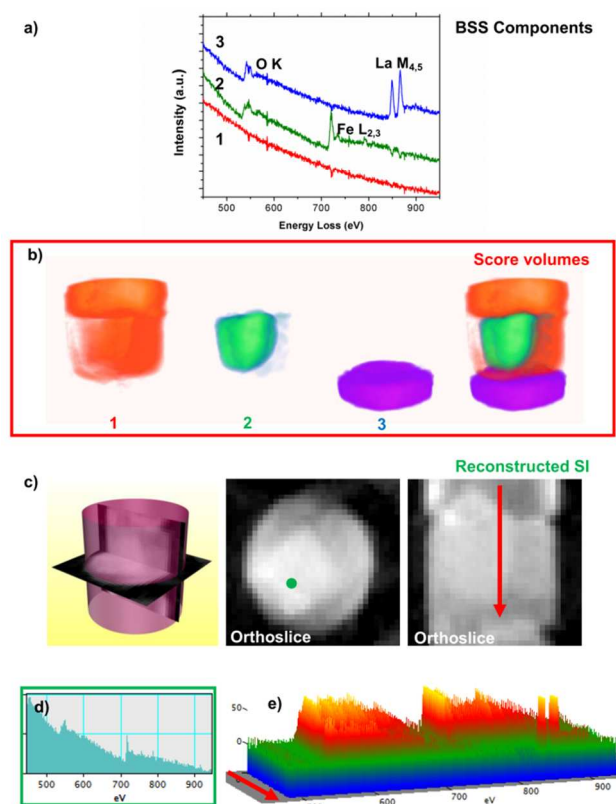 a)
BSS Components
3
O K
La M4,5
2
Fe L2,3
1
Intensity (a.u.)
500 600 700 800 900
Energy Loss (eV)
b)
Score volumes
1 2 3
Reconstructed SI
c)
Orthoslice
Orthoslice
d)
500 600 700 800 900
eV
e)
50
0
600
eV
800
900